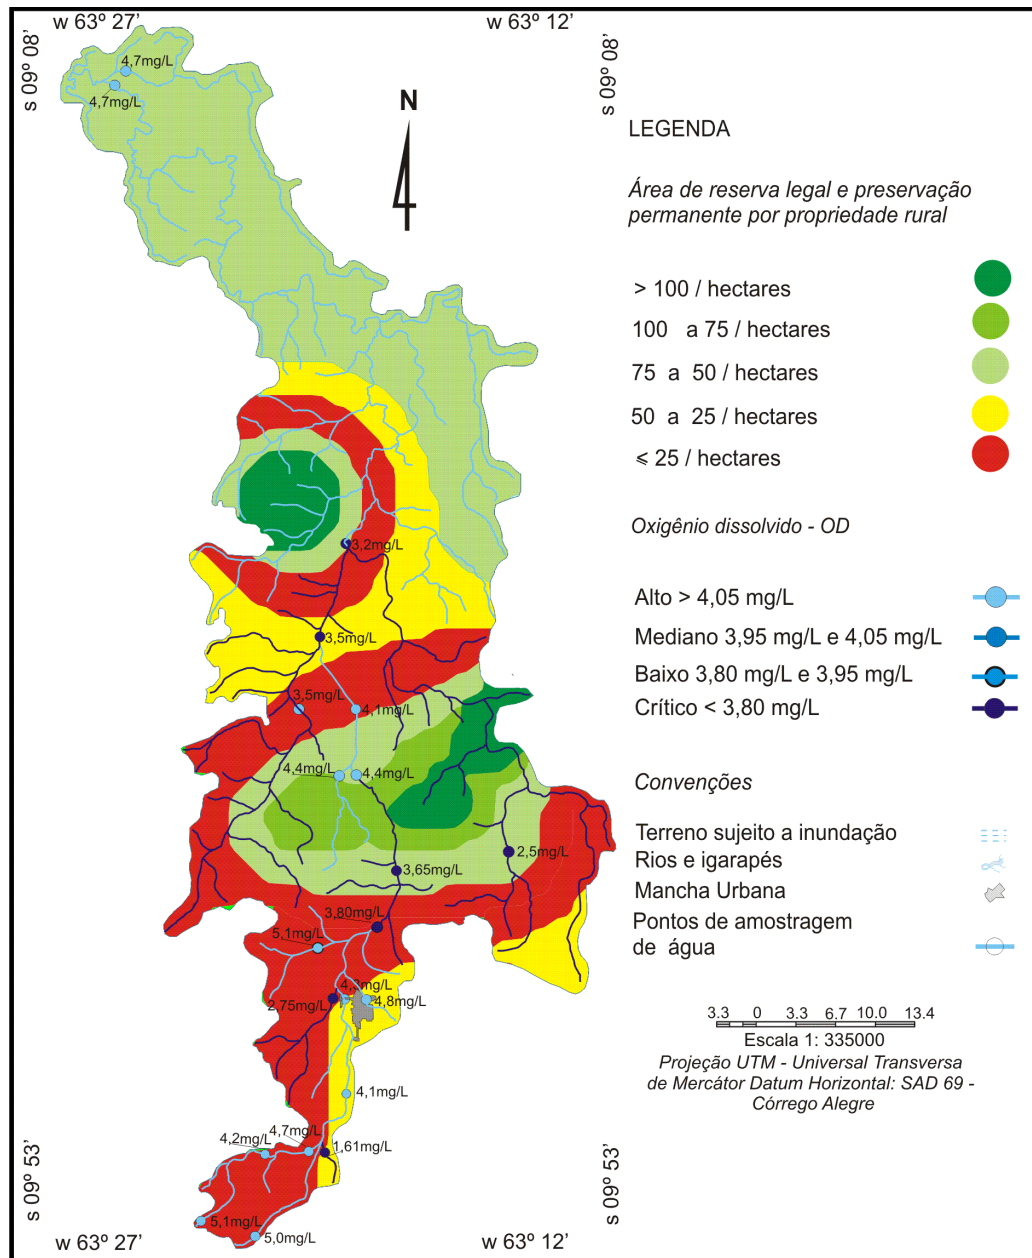 w 63º 27'
w 63º 12'
s 09º 08'
s 09º 08'
N
4,7mg/L
4,7mg/L
3,2mg/L
3,5mg/L
3,5mg/L
4,1mg/L
4,4mg/L
4,4mg/L
2,5mg/L
3,65mg/L
3,80mg/L
5,1mg/L
4,3mg/L
2,75mg/L
4,8mg/L
4,1mg/L
4,7mg/L
4,2mg/L
1,61mg/L
5,1mg/L
5,0mg/L
s 09º 53'
s 09º 53'
w 63º 27'
w 63º 12'
LEGENDA
Área de reserva legal e preservação
permanente por propriedade rural
> 100 / hectares
100 a 75 / hectares
75 a 50 / hectares
50 a 25 / hectares
⩽ 25 / hectares
Oxigênio dissolvido - OD
Alto > 4,05 mg/L
Mediano 3,95 mg/L e 4,05 mg/L
Baixo 3,80 mg/L e 3,95 mg/L
Crítico < 3,80 mg/L
Convenções
Terreno sujeito a inundação
Rios e igarapés
Mancha Urbana
Pontos de amostragem
de água
3.3 0 3.3 6.7 10.0 13.4
Escala 1: 335000
Projeção UTM - Universal Transversa
de Mercátor Datum Horizontal: SAD 69 -
Córrego Alegre